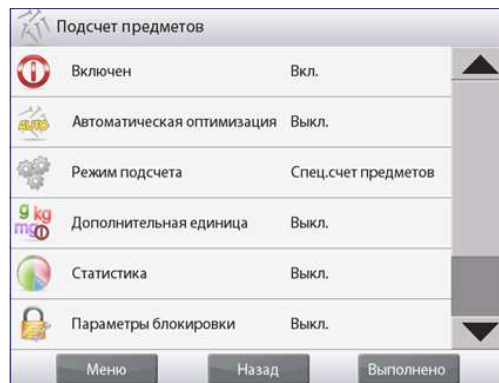 Подсчет предметов
Включен Вкл.
AUTO Автоматическая оптимизация Выкл.
Режим подсчета Спец.счет предметов
g kg
mg Дополнительная единица Выкл.
Статистика Выкл.
Параметры блокировки Выкл.
Меню Назад Выполнено